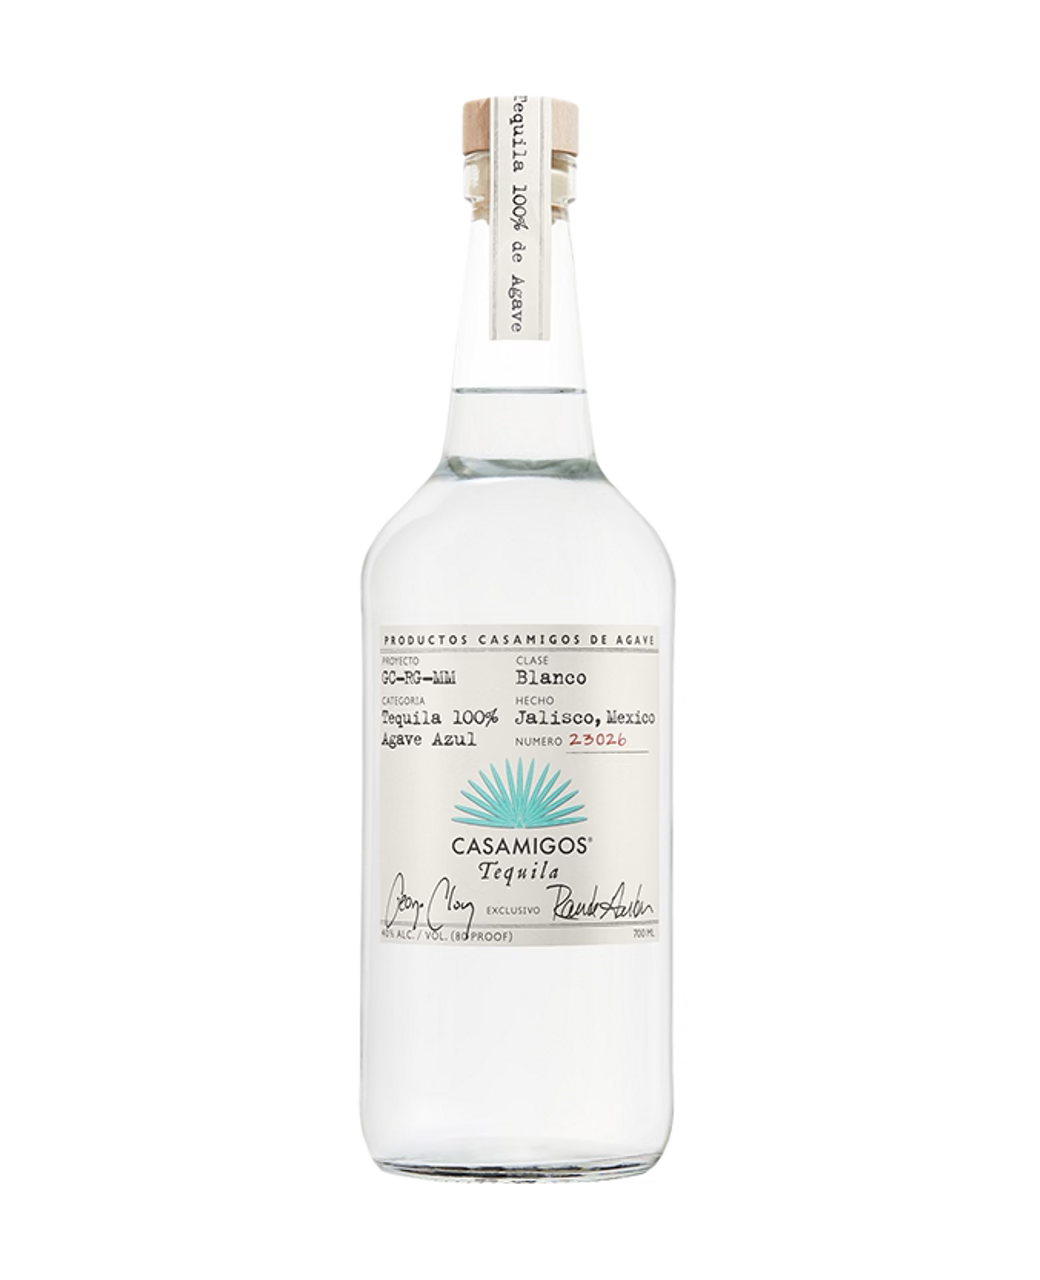 Tequila 100% de Agave
PRODUCTOS CASAMIGOS DE AGAVE
PROYECTO
GC-RG-MM
CLASE
Blanco
CATEGORIA
Tequila 100%
Agave Azul
HECHO
Jalisco, Mexico
NUMERO 23026
CASAMIGOS®
Tequila
EXCLUSIVO
40% ALC. / VOL. (80 PROOF)
700 ML